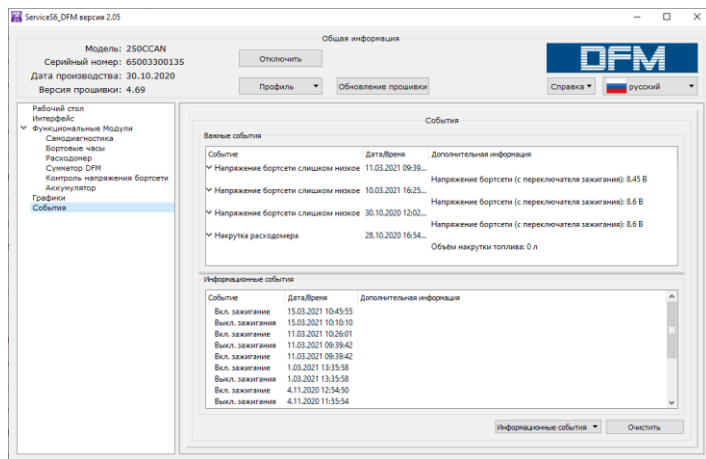 ServiceS6_DFM версия 2.05
Общая информация
Модель: 250CCAN
Серийный номер: 65003300135
Дата производства: 30.10.2020
Версия прошивки: 4.69
Отключить
Профиль
Обновление прошивки
DFM
Справка
русский
Рабочий стол
Интерфейс
Функциональные Модули
Самодиагностика
Бортовые часы
Расходомер
Сумматор DFM
Контроль напряжения бортсети
Аккумулятор
Графики
События
События
Важные события
Событие Дата/Время Дополнительная информация
Напряжение бортсети слишком низкое 11.03.2021 09:39...
Напряжение бортсети (с переключателя зажигания): 8.45 В
Напряжение бортсети слишком низкое 10.03.2021 16:25...
Напряжение бортсети (с переключателя зажигания): 8.6 В
Напряжение бортсети слишком низкое 30.10.2020 12:02...
Напряжение бортсети (с переключателя зажигания): 8.6 В
Накрутка расходомера 28.10.2020 16:54...
Объём накрутки топлива: 0 л
Информационные события
Событие Дата/Время Дополнительная информация
Вкл. зажигание 15.03.2021 10:45:55
Выкл. зажигания 15.03.2021 10:10:10
Вкл. зажигание 11.03.2021 10:26:01
Выкл. зажигания 11.03.2021 09:39:42
Вкл. зажигание 11.03.2021 09:39:42
Вкл. зажигание 1.03.2021 13:35:58
Выкл. зажигания 1.03.2021 13:35:58
Вкл. зажигание 4.11.2020 12:54:50
Выкл. зажигания 4.11.2020 11:55:54
Информационные события
Очистить